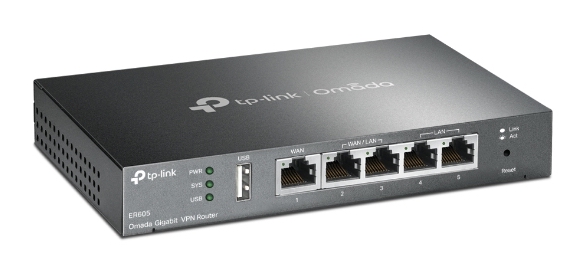 tp-link | omada
tp-link
PWR
SYS
USB
USB
WAN
WAN / LAN
LAN
1
2
3
4
5
Link
Act
Reset
ER605
Omada Gigabit VPN Router